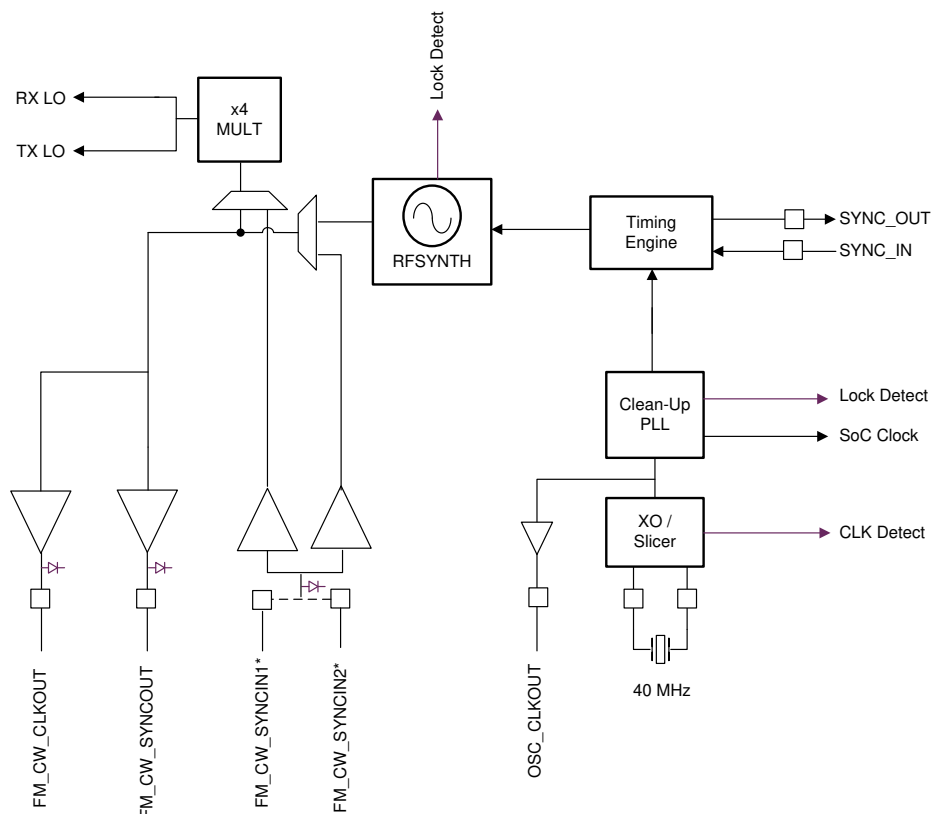 Lock Detect
RX LO
TX LO
x4
MULT
RFSYNTH
Timing
Engine
SYNC_OUT
SYNC_IN
Clean-Up
PLL
Lock Detect
SoC Clock
XO /
Slicer
CLK Detect
40 MHz
FM_CW_CLKOUT
FM_CW_SYNCOUT
FM_CW_SYNCIN1*
FM_CW_SYNCIN2*
OSC_CLKOUT